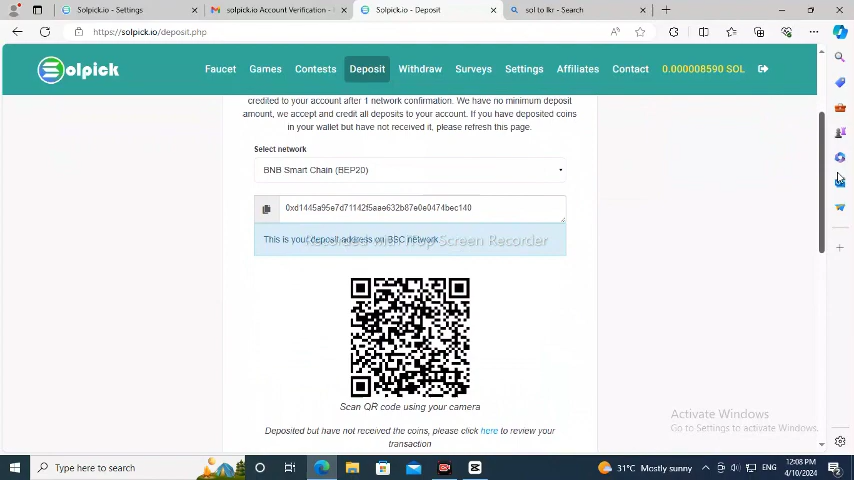 Solpick.io - Settings
solpick.io Account Verification -
Solpick.io - Deposit
sol to lkr - Search
https://solpick.io/deposit.php
Solpick
Faucet Games Contests Deposit Withdraw Surveys Settings Affiliates Contact 0.000008590 SOL
credited to your account after 1 network confirmation. We have no minimum deposit
amount, we accept and credit all deposits to your account. If you have deposited coins
in your wallet but have not received it, please refresh this page.
Select network
BNB Smart Chain (BEP20)
0xd1445a95e7d71142f5aae632b87e0e0474bec140
This is your deposit address on BSC network
Recorded with iTop Screen Recorder
Scan QR code using your camera
Deposited but have not received the coins, please click here to review your
transaction
Activate Windows
Go to Settings to activate Windows.
Type here to search
31°C Mostly sunny
ENG
12:08 PM
4/10/2024
2